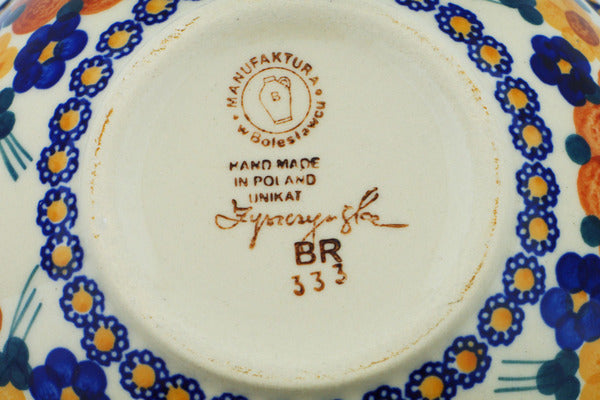 MANUFAKTURA
w Bolesławcu
B
HAND MADE
IN POLAND
UNIKAT
BR
333